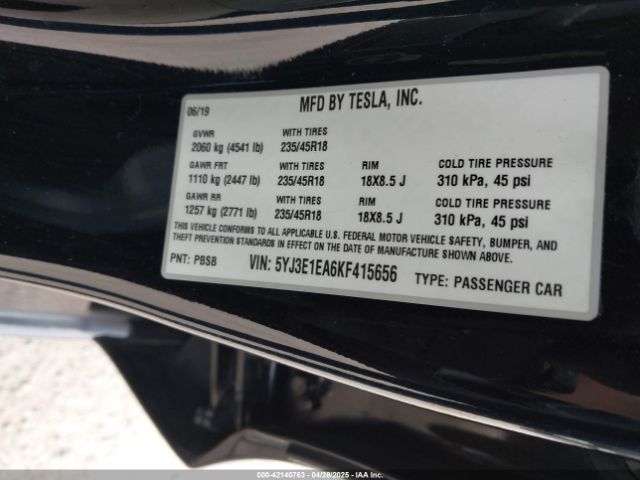 06/19 MFD BY TESLA, INC.
GVWR WITH TIRES
2060 kg (4541 lb) 235/45R18
GAWR FRT WITH TIRES RIM COLD TIRE PRESSURE
1110 kg (2447 lb) 235/45R18 18X8.5 J 310 kPa, 45 psi
GAWR RR WITH TIRES RIM COLD TIRE PRESSURE
1257 kg (2771 lb) 235/45R18 18X8.5 J 310 kPa, 45 psi
THIS VEHICLE CONFORMS TO ALL APPLICABLE U.S. FEDERAL MOTOR VEHICLE SAFETY, BUMPER, AND
THEFT PREVENTION STANDARDS IN EFFECT ON THE DATE OF MANUFACTURE SHOWN ABOVE.
PNT: PBSB VIN: 5YJ3E1EA6KF415656 TYPE: PASSENGER CAR
000-42140763 - 04/28/2025 - IAA Inc.